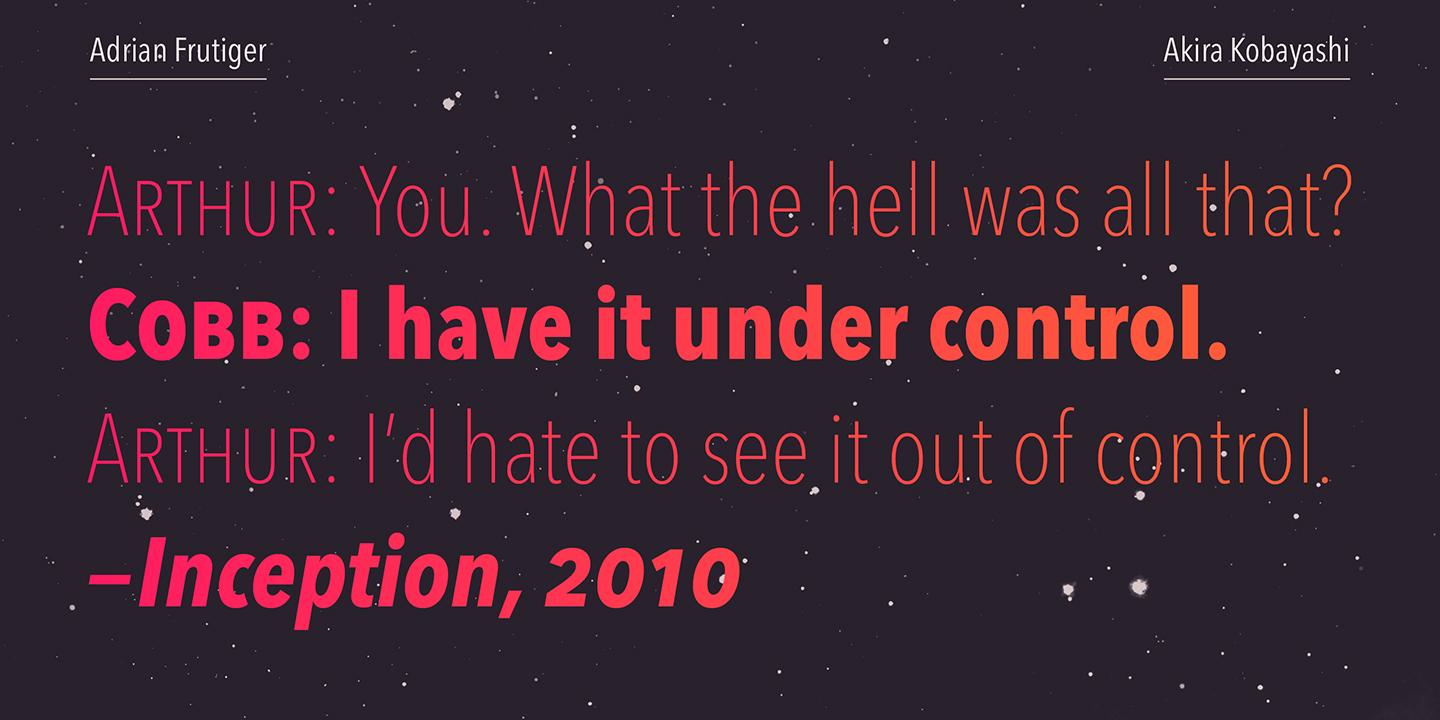 Adrian Frutiger
Akira Kobayashi
Arthur: You. What the hell was all that?
Cobb: I have it under control.
Arthur: I’d hate to see it out of control.
–Inception, 2010